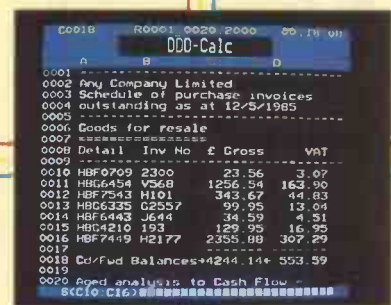 C0018 R0001 0020.2000
DDD-Calc
A B D
0001
0002 Any Company Limited
0003 Schedule of purchase invoices
0004 outstanding as at 12/5/1985
0005
0006 Goods for resale
0007 ================
0008 Detail Inv No £ Gross VAT
0009
0010 HBF0709 2300 23.56 3.07
0011 HBG6454 V568 1256.54 163.90
0012 HBF7543 H101 343.67 44.83
0013 HBG6335 C2557 99.95 13.04
0014 HBF6443 J644 34.59 4.51
0015 HBG4210 193 129.95 16.95
0016 HBF7449 H2177 2355.88 307.29
0017
0018 Cd/Fwd Balances+4244.14+ 553.59
0019
0020 Aged analysis to Cash Flow -
&(C10:C16)